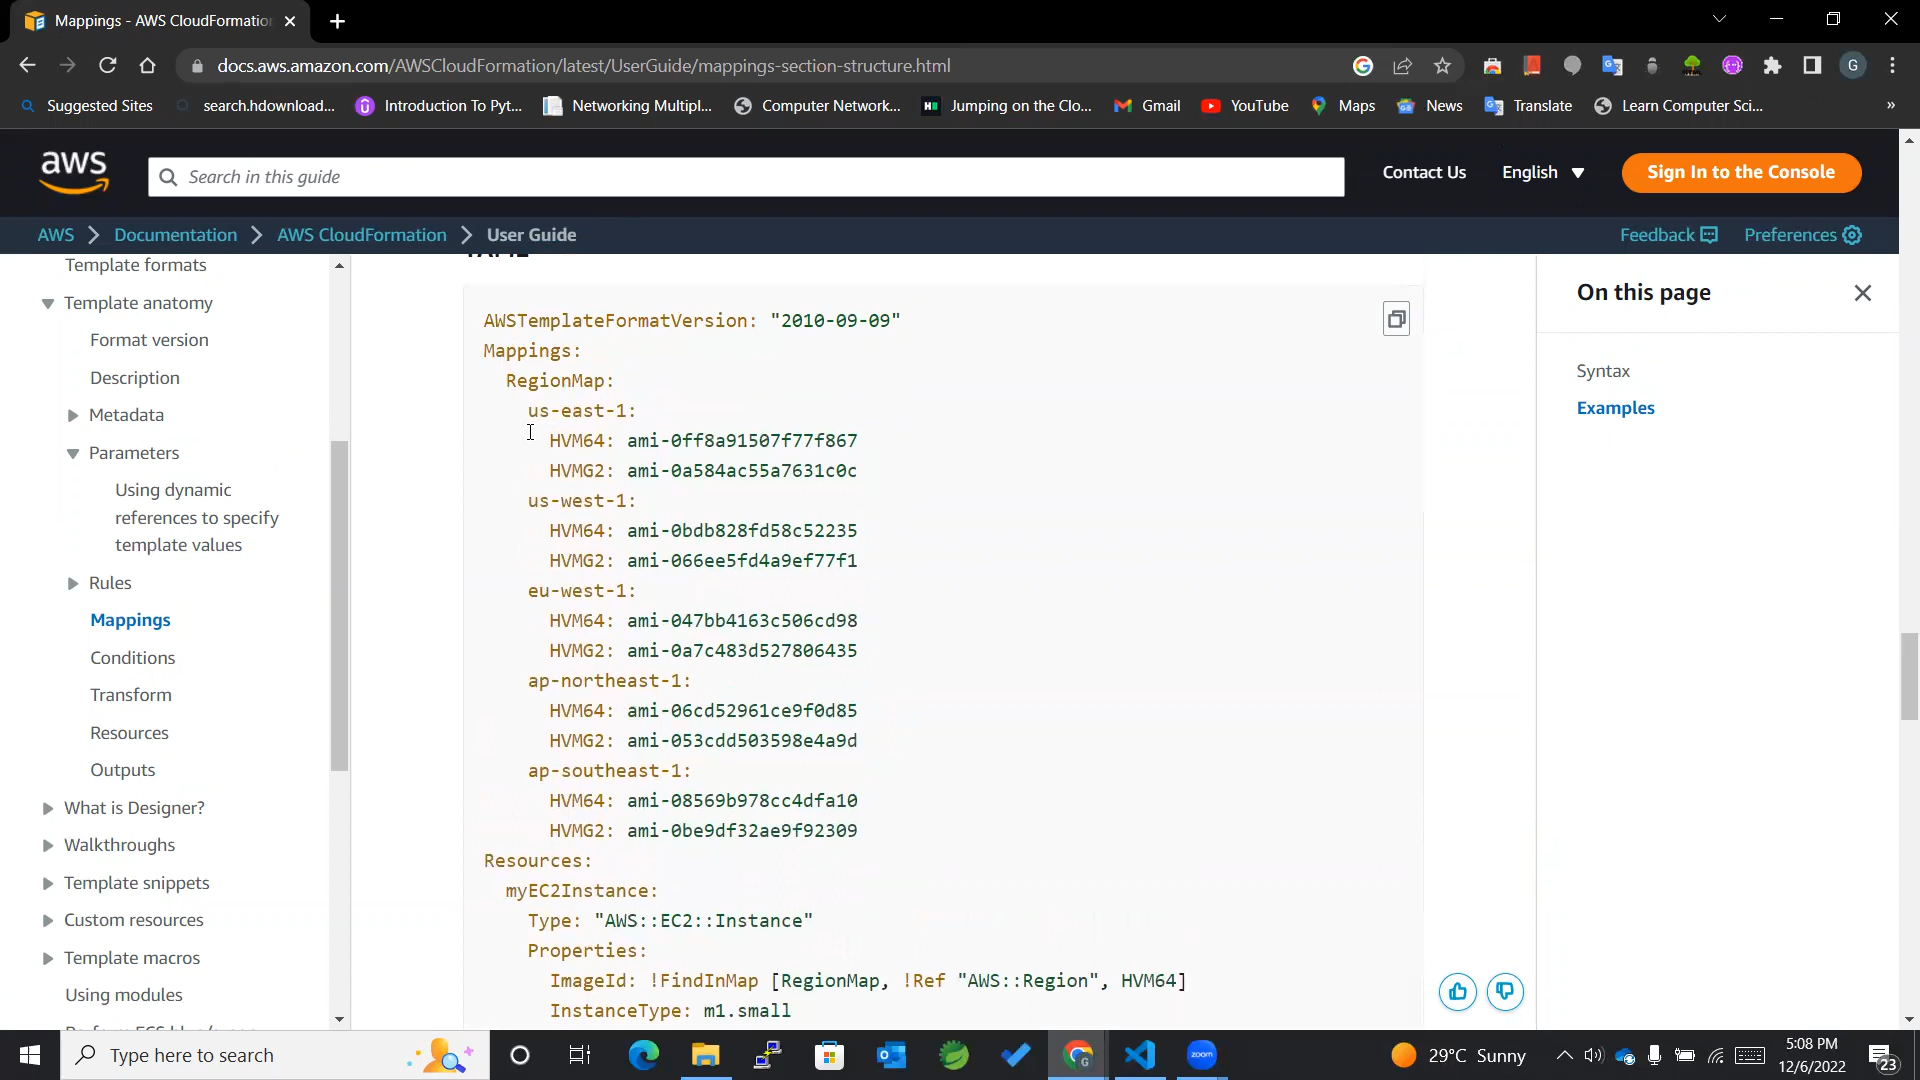 Mappings - AWS CloudFormation
docs.aws.amazon.com/AWSCloudFormation/latest/UserGuide/mappings-section-structure.html
G
Suggested Sites
search.hdownload...
Introduction To Pyt...
Networking Multipl...
Computer Network...
Jumping on the Clo...
Gmail
YouTube
Maps
News
Translate
Learn Computer Sci...
»
aws
Search in this guide
Contact Us
English
Sign In to the Console
AWS
Documentation
AWS CloudFormation
User Guide
Feedback
Preferences
Template formats
Template anatomy
Format version
Description
Metadata
Parameters
Using dynamic
references to specify
template values
Rules
Mappings
Conditions
Transform
Resources
Outputs
What is Designer?
Walkthroughs
Template snippets
Custom resources
Template macros
Using modules
YAML
AWSTemplateFormatVersion: "2010-09-09"
Mappings:
RegionMap:
us-east-1:
HVM64: ami-0ff8a91507f77f867
HVMG2: ami-0a584ac55a7631c0c
us-west-1:
HVM64: ami-0bdb828fd58c52235
HVMG2: ami-066ee5fd4a9ef77f1
eu-west-1:
HVM64: ami-047bb4163c506cd98
HVMG2: ami-0a7c483d527806435
ap-northeast-1:
HVM64: ami-06cd52961ce9f0d85
HVMG2: ami-053cdd503598e4a9d
ap-southeast-1:
HVM64: ami-08569b978cc4dfa10
HVMG2: ami-0be9df32ae9f92309
Resources:
myEC2Instance:
Type: "AWS::EC2::Instance"
Properties:
ImageId: !FindInMap [RegionMap, !Ref "AWS::Region", HVM64]
InstanceType: m1.small
On this page
Syntax
Examples
Type here to search
zoom
29°C Sunny
5:08 PM
12/6/2022
23